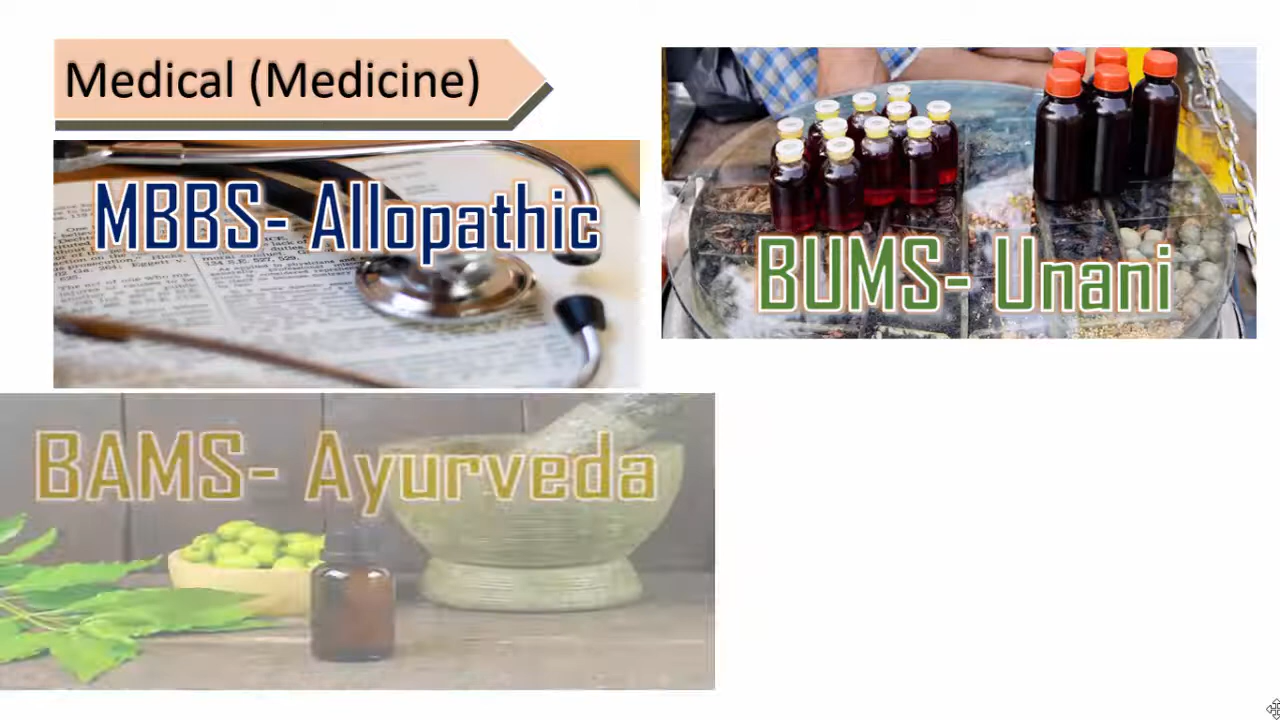 Medical (Medicine)
MBBS- Allopathic
BUMS- Unani
BAMS- Ayurveda